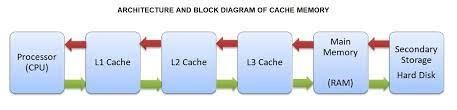 ARCHITECTURE AND BLOCK DIAGRAM OF CACHE MEMORY
Processor
(CPU)
L1 Cache
L2 Cache
L3 Cache
Main
Memory
(RAM)
Secondary
Storage
Hard Disk